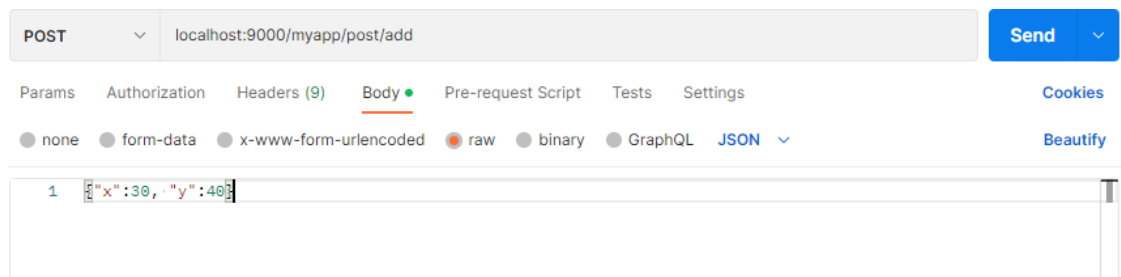 POST localhost:9000/myapp/post/add Send
Params Authorization Headers (9) Body Pre-request Script Tests Settings Cookies
none form-data x-www-form-urlencoded raw binary GraphQL JSON Beautify
1 {"x":30, "y":40}